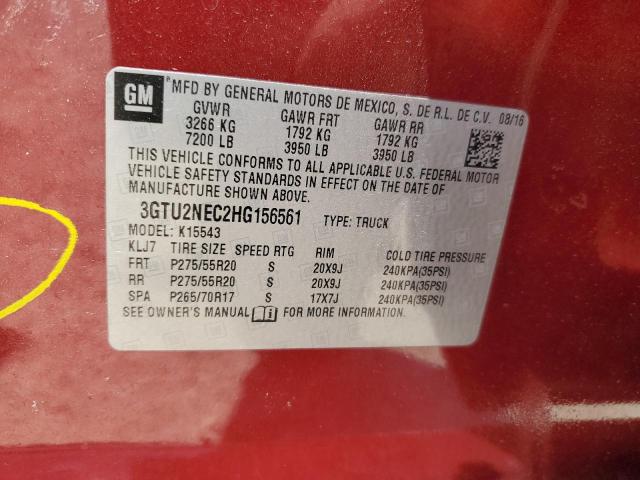 GM
MFD BY GENERAL MOTORS DE MEXICO, S. DE R.L. DE C.V. 08/16
GVWR GAWR FRT GAWR RR
3266 KG 1792 KG 1792 KG
7200 LB 3950 LB 3950 LB
THIS VEHICLE CONFORMS TO ALL APPLICABLE U.S. FEDERAL MOTOR
VEHICLE SAFETY STANDARDS IN EFFECT ON THE DATE OF
MANUFACTURE SHOWN ABOVE.
3GTU2NEC2HG156561 TYPE: TRUCK
MODEL: K15543
KLJ7 TIRE SIZE SPEED RTG RIM COLD TIRE PRESSURE
FRT P275/55R20 S 20X9J 240KPA(35PSI)
RR P275/55R20 S 20X9J 240KPA(35PSI)
SPA P265/70R17 S 17X7J 240KPA(35PSI)
SEE OWNER'S MANUAL FOR MORE INFORMATION.